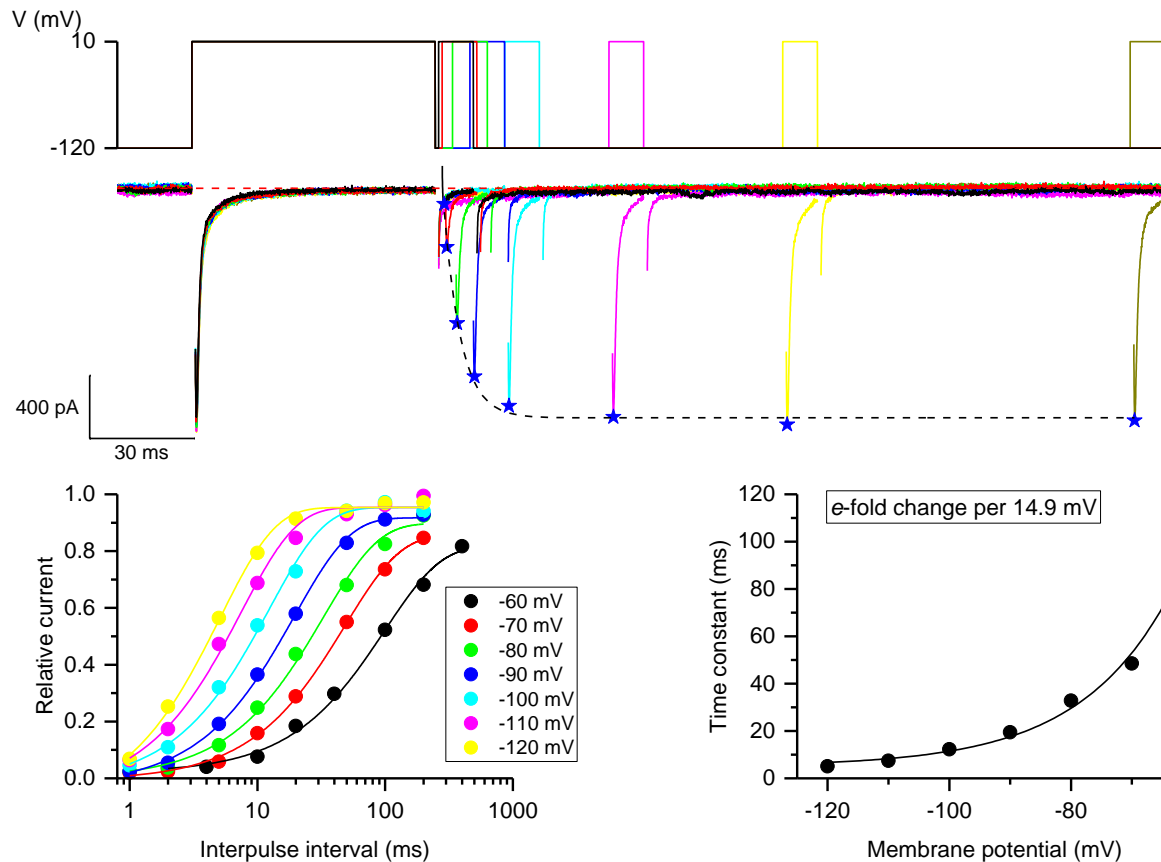 V (mV)
10
-120
400 pA
30 ms
1.0
0.8
0.6
0.4
0.2
0.0
Relative current
1 10 100 1000
Interpulse interval (ms)
-60 mV
-70 mV
-80 mV
-90 mV
-100 mV
-110 mV
-120 mV
e-fold change per 14.9 mV
120
100
80
60
40
20
0
Time constant (ms)
-120 -100 -80
Membrane potential (mV)